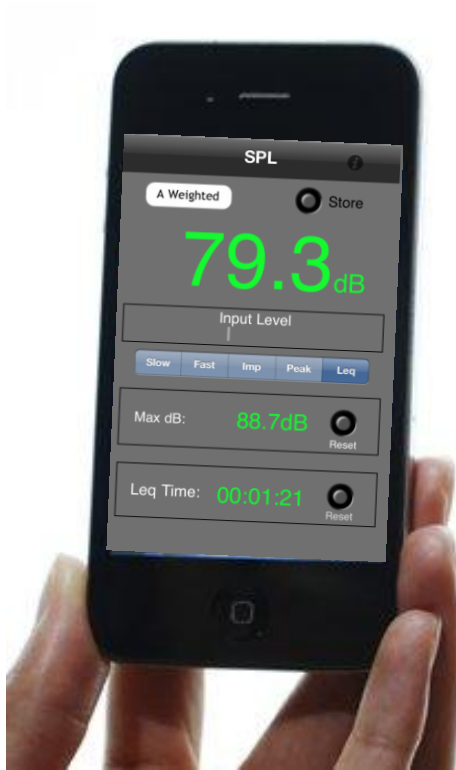 SPL
A Weighted
Store
79.3dB
Input Level
Slow Fast Imp Peak Leq
Max dB: 88.7dB
Reset
Leq Time: 00:01:21
Reset